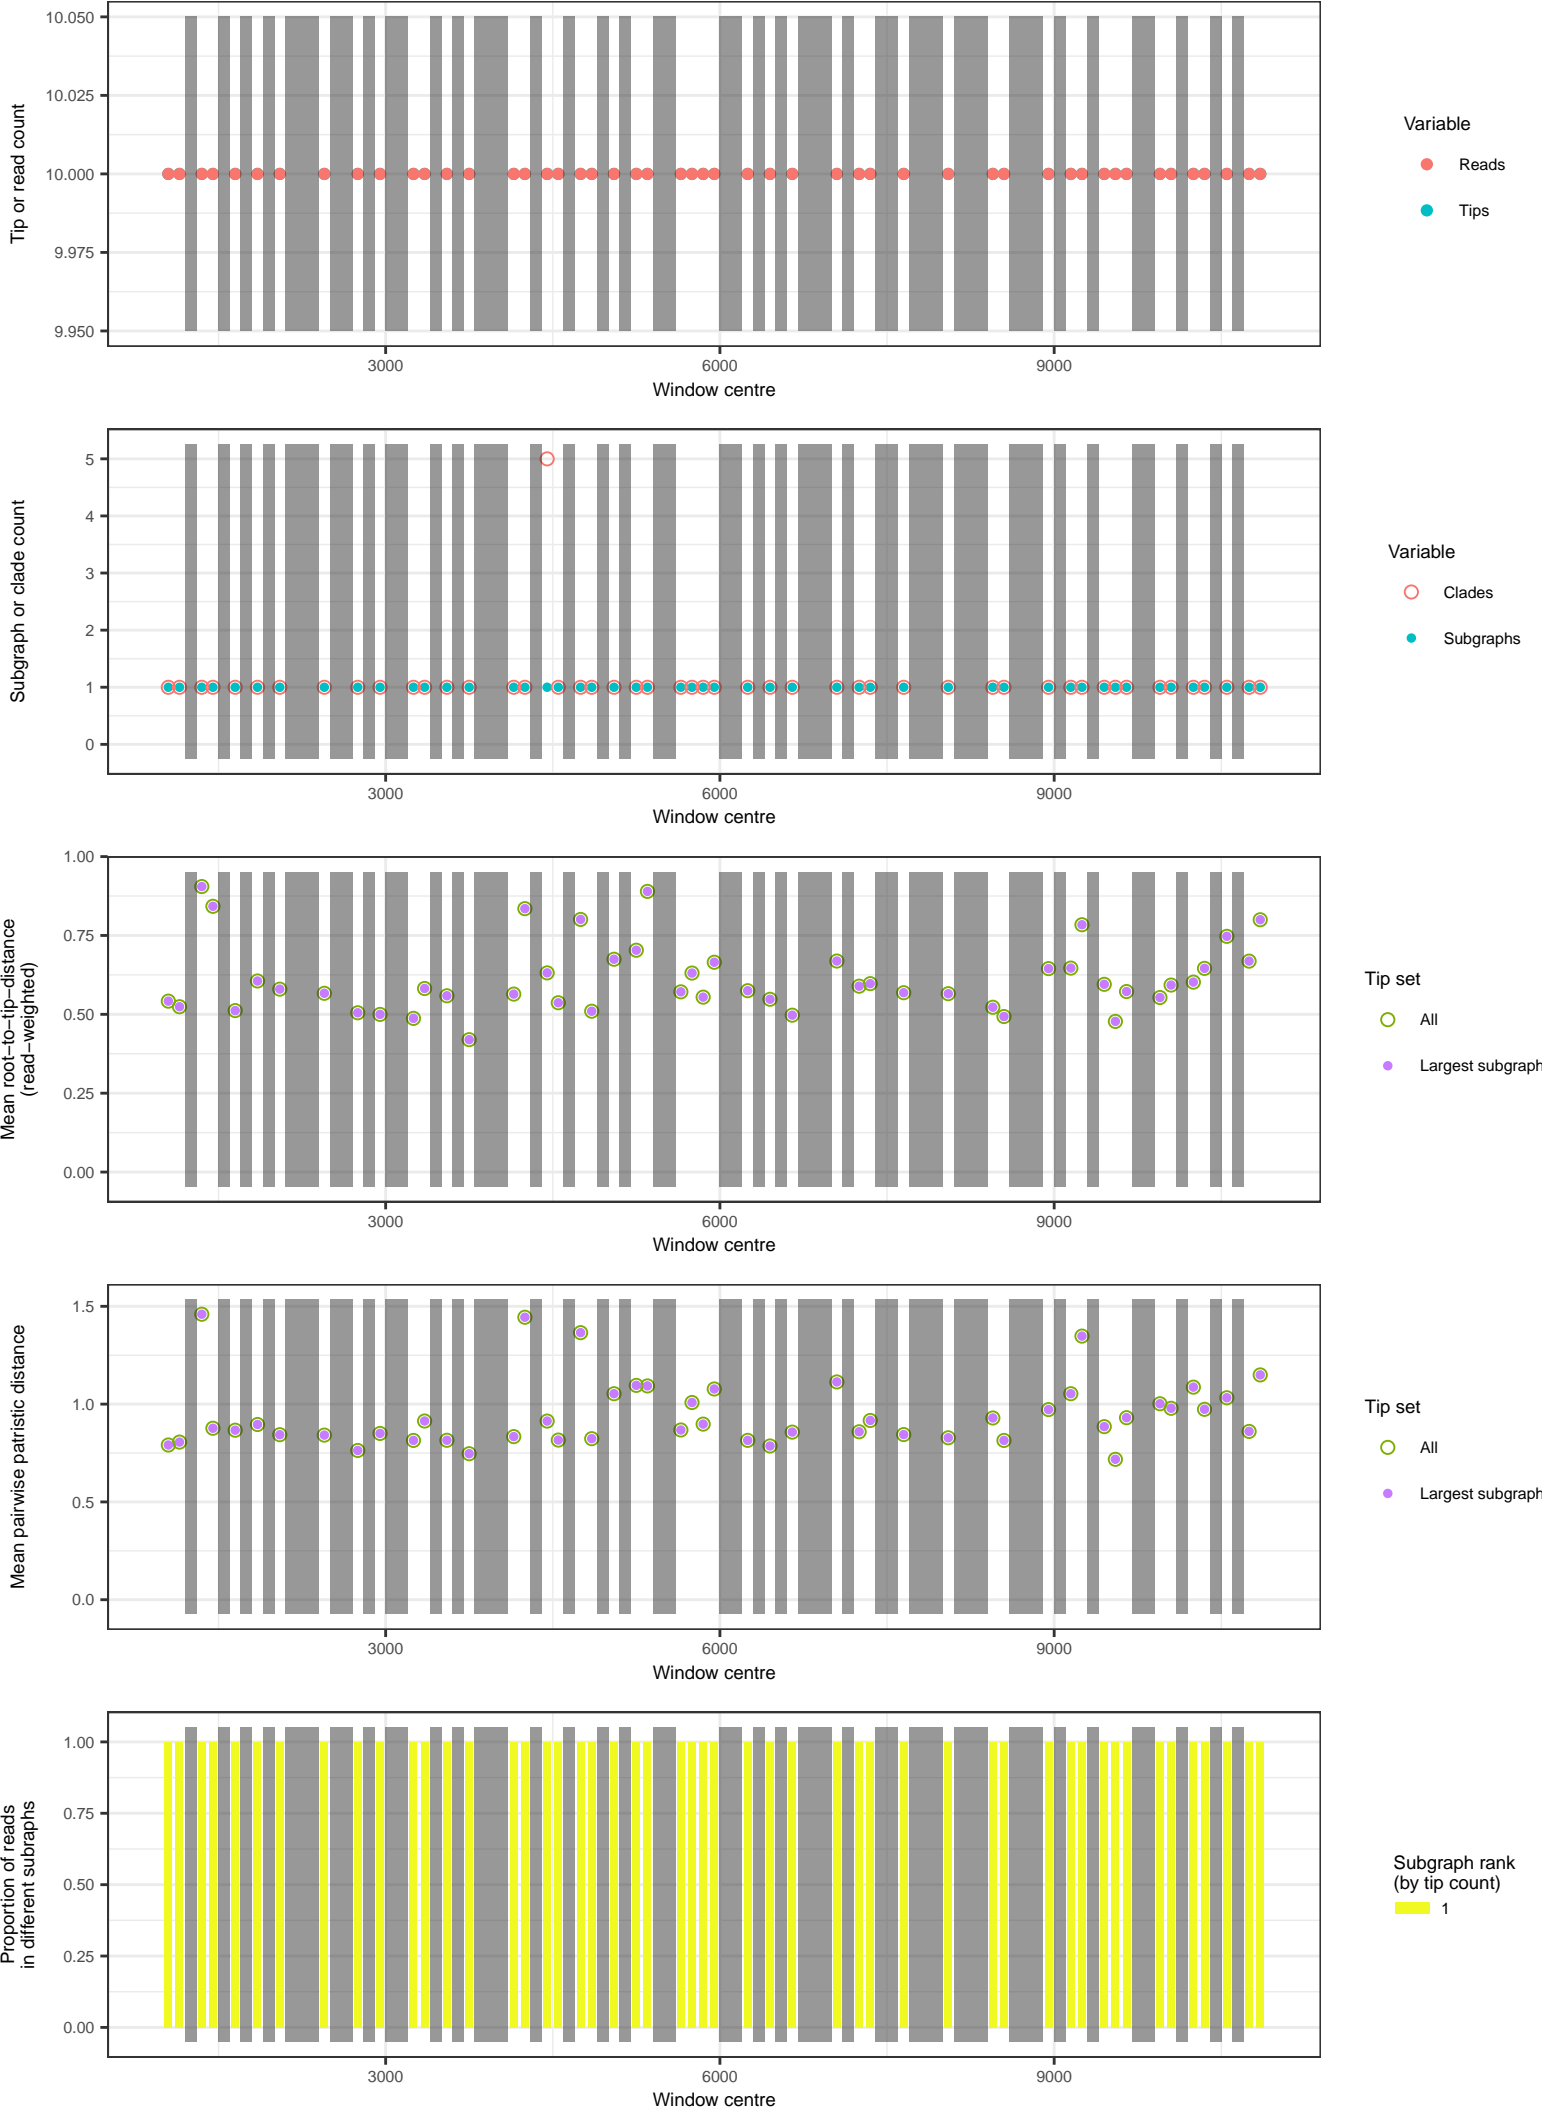 10.050
10.025
10.000
9.975
9.950
Tip or read count
3000
6000
9000
Window centre
Variable
Reads
Tips
5
4
3
2
1
0
Subgraph or clade count
3000
6000
9000
Window centre
Variable
Clades
Subgraphs
1.00
0.75
0.50
0.25
0.00
Mean root−to−tip−distance
(read−weighted)
3000
6000
9000
Window centre
Tip set
All
Largest subgraph
1.5
1.0
0.5
0.0
Mean pairwise patristic distance
3000
6000
9000
Window centre
Tip set
All
Largest subgraph
1.00
0.75
0.50
0.25
0.00
Proportion of reads
in different subraphs
3000
6000
9000
Window centre
Subgraph rank
(by tip count)
1